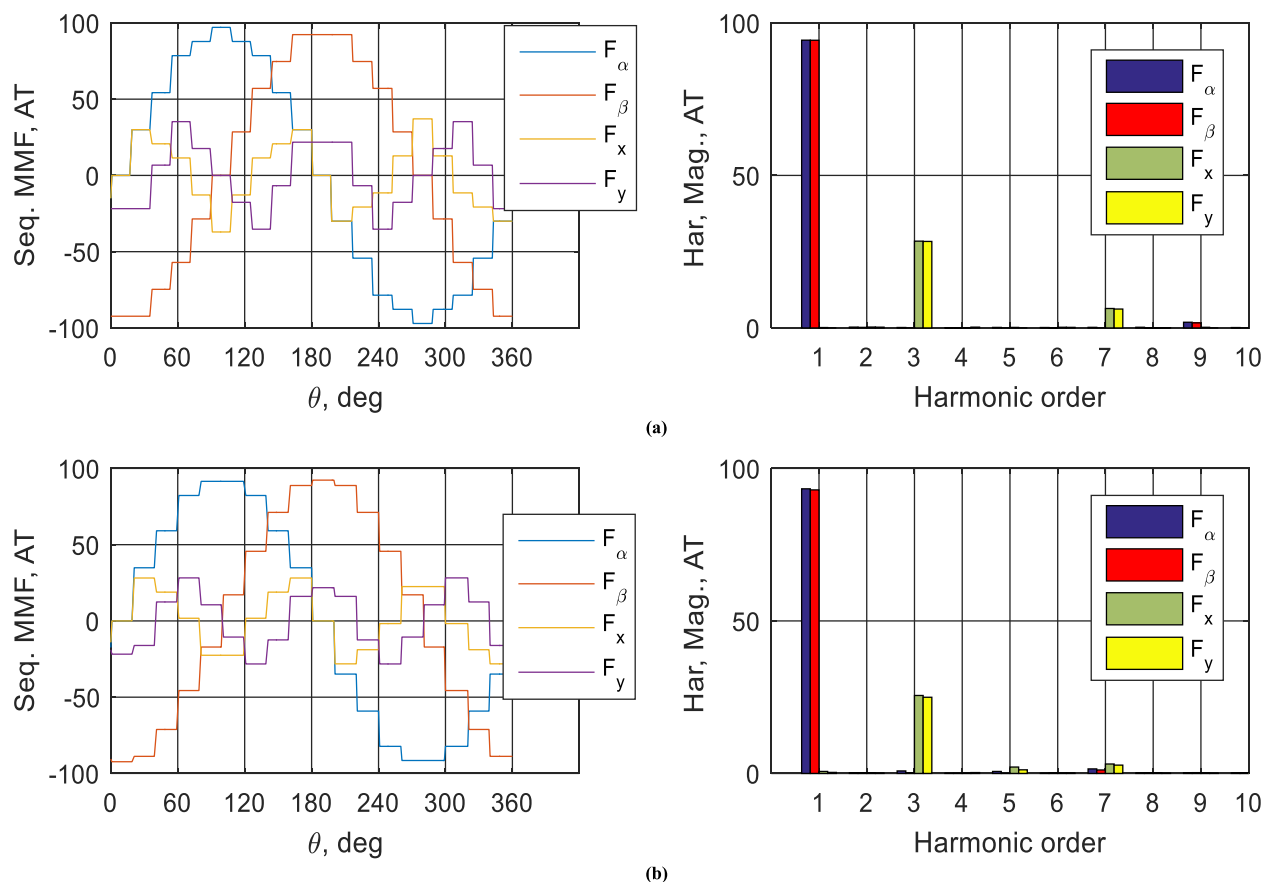 100
50
0
-50
-100
Seq. MMF, AT
0 60 120 180 240 300 360
θ, deg
F α
F β
F x
F y
100
50
0
Har, Mag., AT
1 2 3 4 5 6 7 8 9 10
Harmonic order
F α
F β
F x
F y
(a)
100
50
0
-50
-100
Seq. MMF, AT
0 60 120 180 240 300 360
θ, deg
F α
F β
F x
F y
100
50
0
Har, Mag., AT
1 2 3 4 5 6 7 8 9 10
Harmonic order
F α
F β
F x
F y
(b)